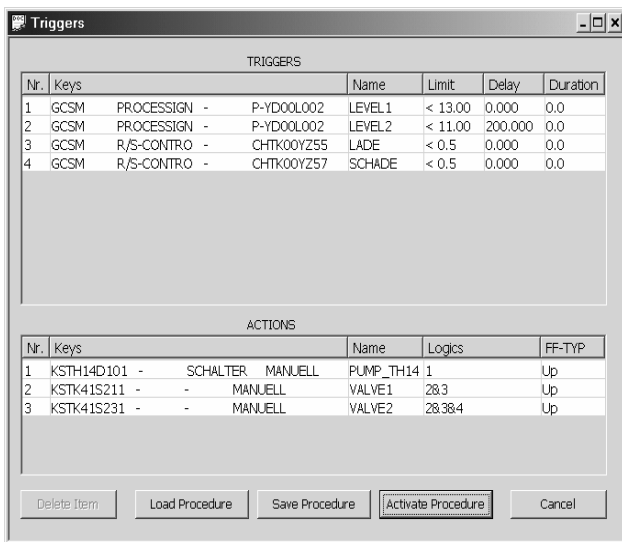 Triggers
TRIGGERS
Nr. Keys Name Limit Delay Duration
1 GCSM PROCESSIGN - P-YD00L002 LEVEL1 < 13.00 0.000 0.0
2 GCSM PROCESSIGN - P-YD00L002 LEVEL2 < 11.00 200.000 0.0
3 GCSM R/S-CONTRO - CHTK00YZ55 LADE < 0.5 0.000 0.0
4 GCSM R/S-CONTRO - CHTK00YZ57 SCHADE < 0.5 0.000 0.0
ACTIONS
Nr. Keys Name Logics FF-TYP
1 KSTH14D101 - SCHALTER MANUELL PUMP_TH14 1 Up
2 KSTK41S211 - - MANUELL VALVE1 2&3 Up
3 KSTK41S231 - - MANUELL VALVE2 2&3&4 Up
Delete Item Load Procedure Save Procedure Activate Procedure Cancel